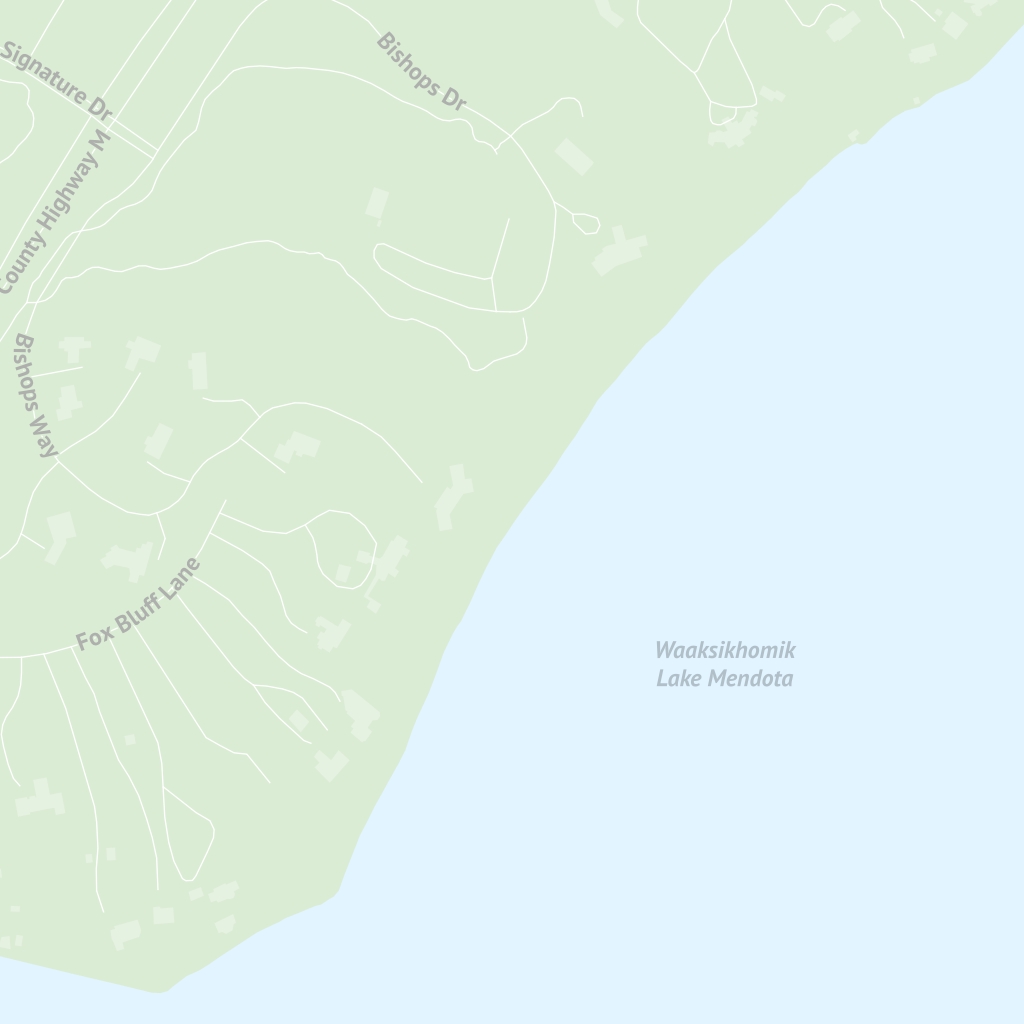 Signature Dr
Bishops Dr
County Highway M
Bishops Way
Fox Bluff Lane
Waaksikhomik
Lake Mendota